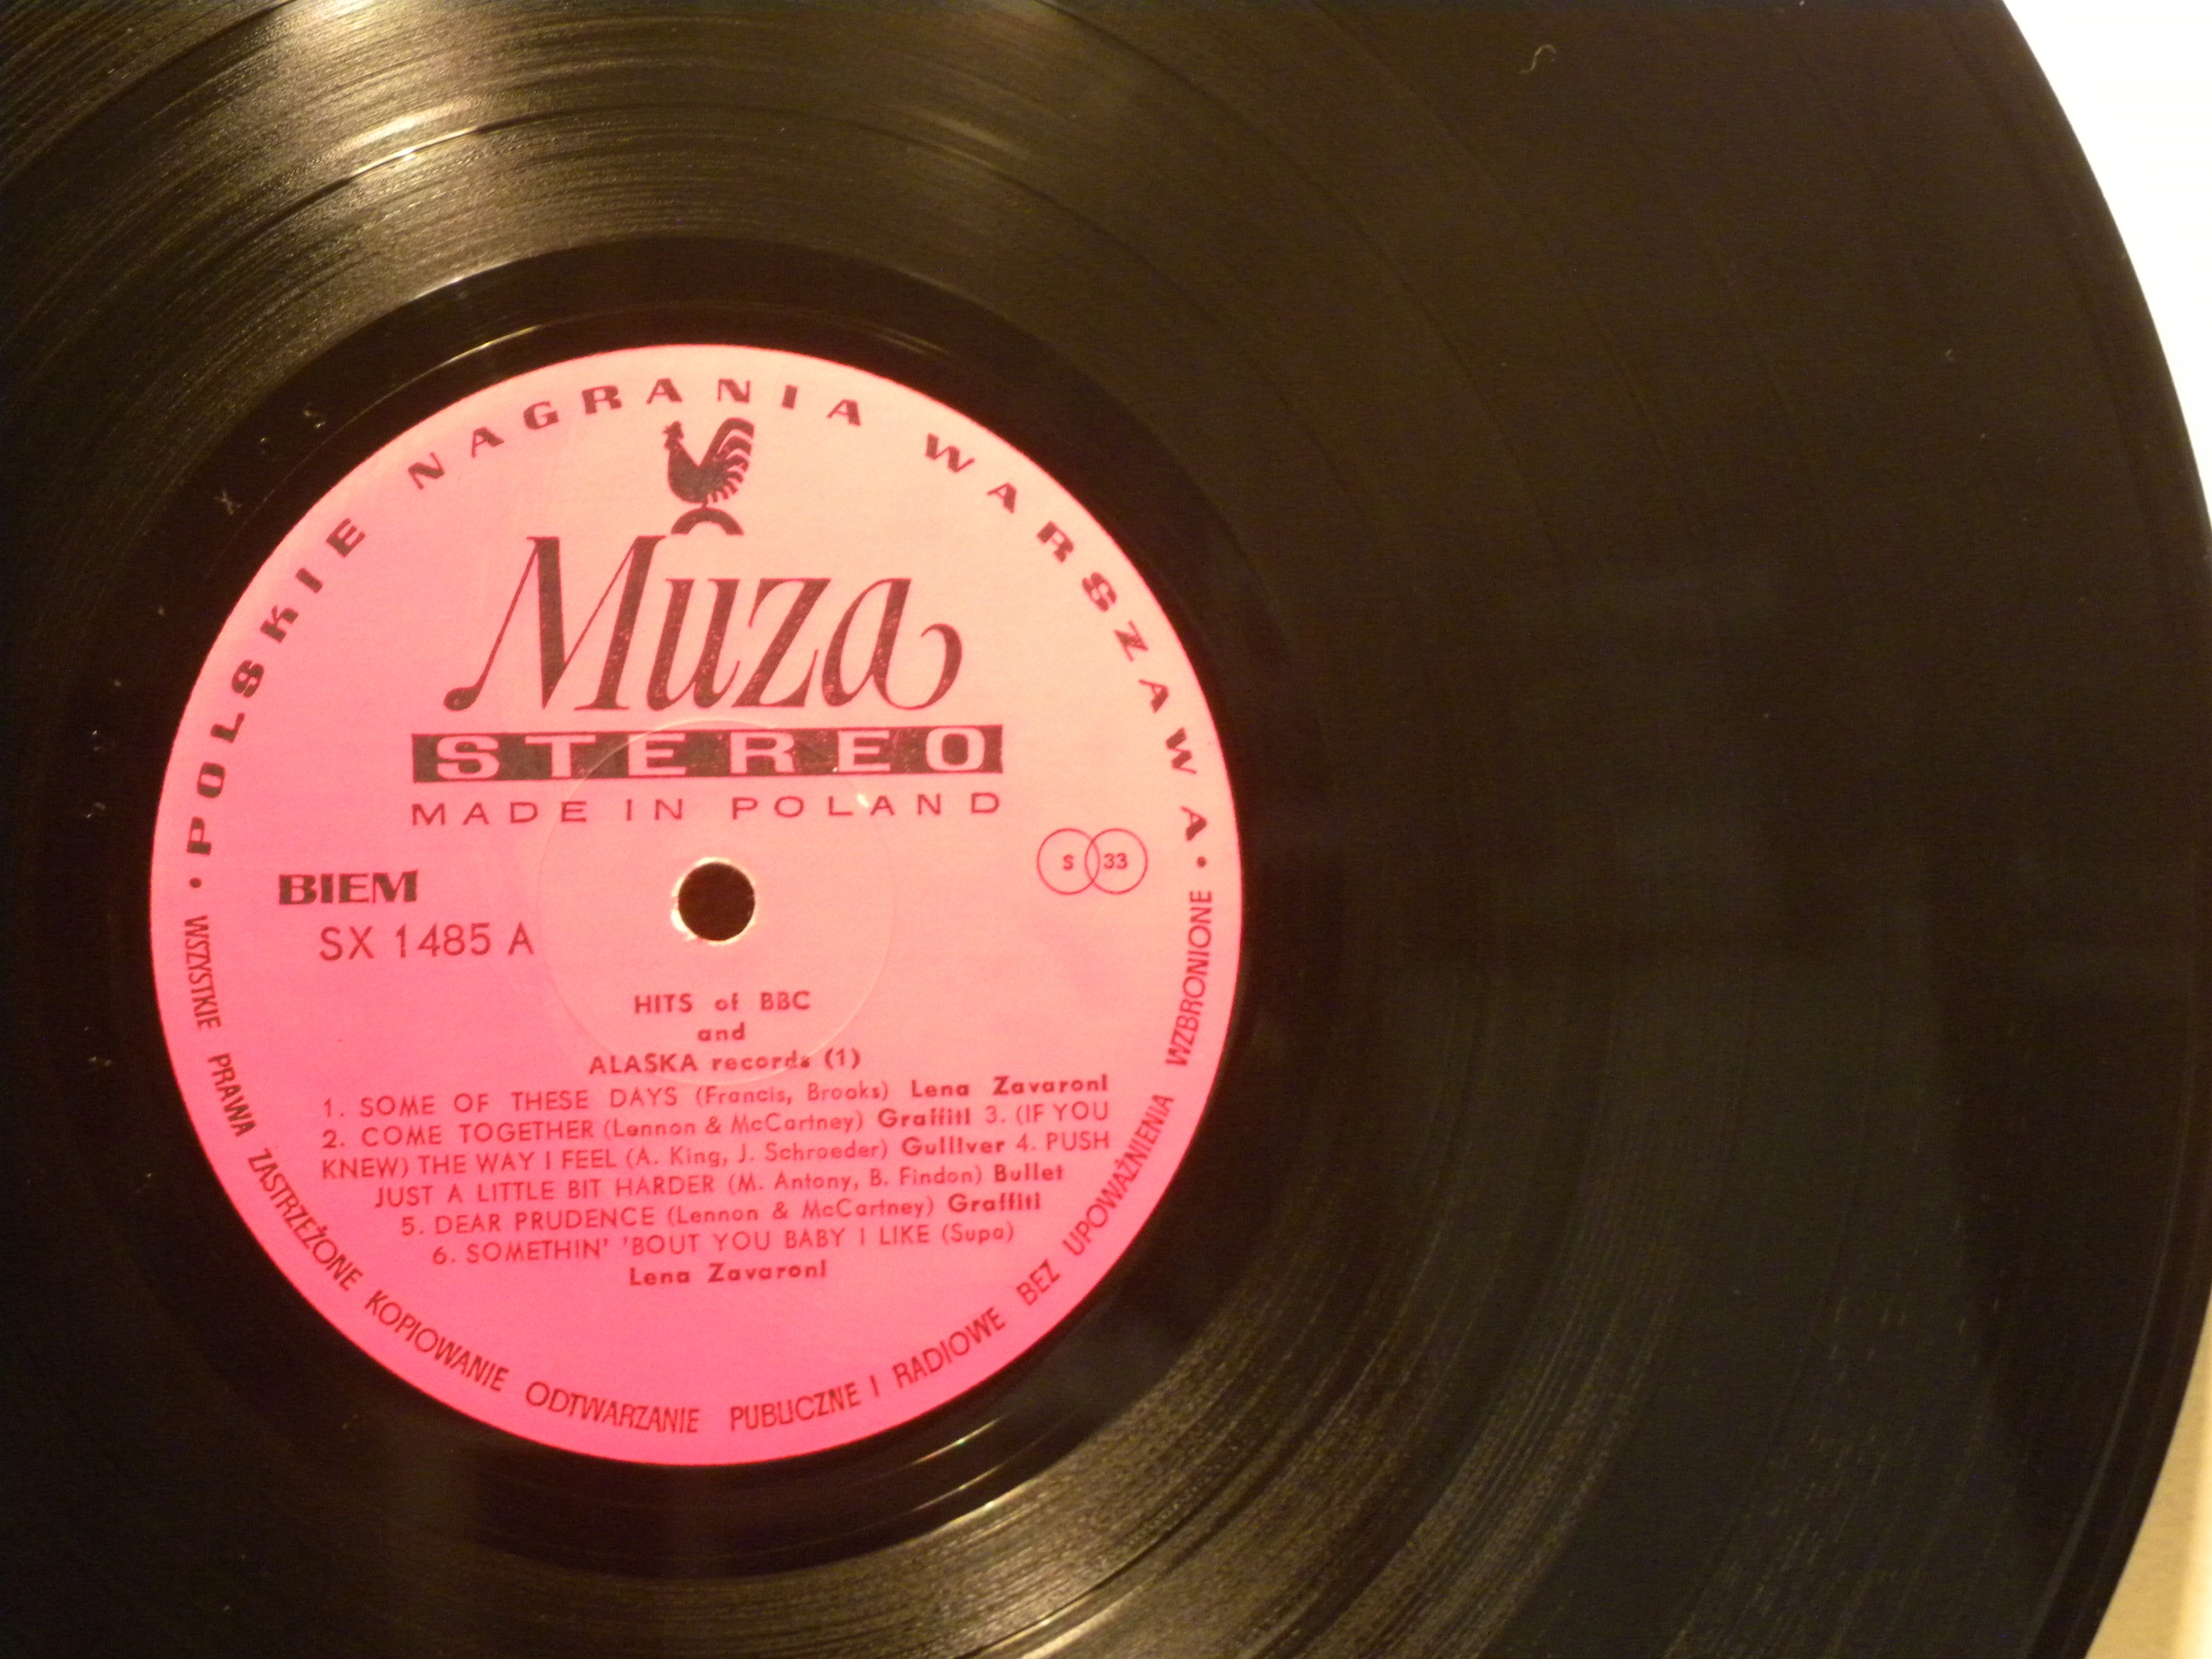 • POLSKIE NAGRANIA WARSZAWA •
Muza
STEREO
MADE IN POLAND
S 33
BIEM
SX 1485 A
HITS of BBC
and
ALASKA records (1)
1. SOME OF THESE DAYS (Francis, Brooks) Lena Zavaroni
2. COME TOGETHER (Lennon & McCartney) Graffiti 3. (IF YOU
KNEW) THE WAY I FEEL (A. King, J. Schroeder) Gulliver 4. PUSH
JUST A LITTLE BIT HARDER (M. Antony, B. Findon) Bullet
5. DEAR PRUDENCE (Lennon & McCartney) Graffiti
6. SOMETHIN' 'BOUT YOU BABY I LIKE (Supa)
Lena Zavaroni
WSZYSTKIE PRAWA ZASTRZEŻONE KOPIOWANIE ODTWARZANIE PUBLICZNE I RADIOWE BEZ UPOWAŻNIENIA WZBRONIONE